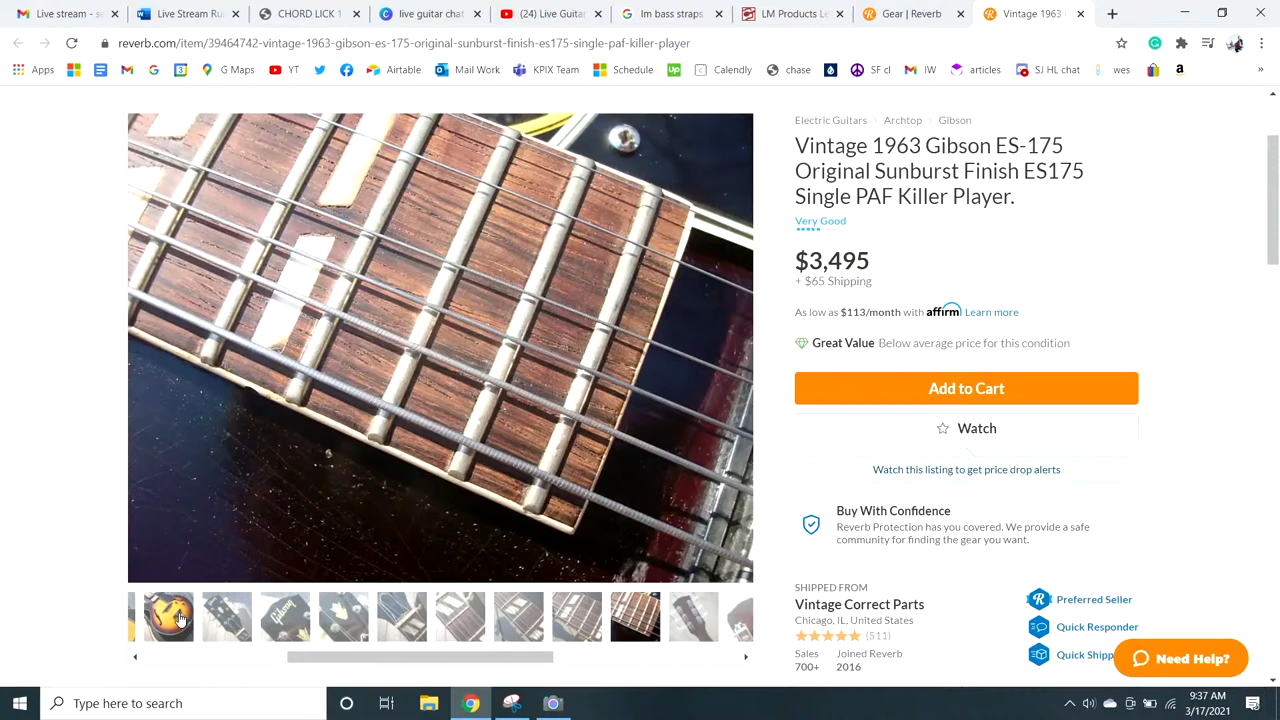 Live stream - se
Live Stream Ru
CHORD LICK 1
live guitar chat
(24) Live Guita
lm bass straps
LM Products Le
Gear | Reverb
Vintage 1963
reverb.com/item/39464742-vintage-1963-gibson-es-175-original-sunburst-finish-es175-single-paf-killer-player
Apps
G Maps
YT
Airtable
Mail Work
KPIX Team
Schedule
Calendly
chase
SF cl
IW
articles
SJ HL chat
wes
»
Electric Guitars
Archtop
Gibson
Vintage 1963 Gibson ES-175
Original Sunburst Finish ES175
Single PAF Killer Player.
Very Good
$3,495
+ $65 Shipping
As low as $113/month with affirm Learn more
Great Value Below average price for this condition
Add to Cart
Watch
Watch this listing to get price drop alerts
Buy With Confidence
Reverb Protection has you covered. We provide a safe
community for finding the gear you want.
SHIPPED FROM
Vintage Correct Parts
Chicago, IL, United States
(511)
Sales
700+
Joined Reverb
2016
Preferred Seller
Quick Responder
Quick Shipp
Need Help?
Gibson
Type here to search
9:37 AM
3/17/2021